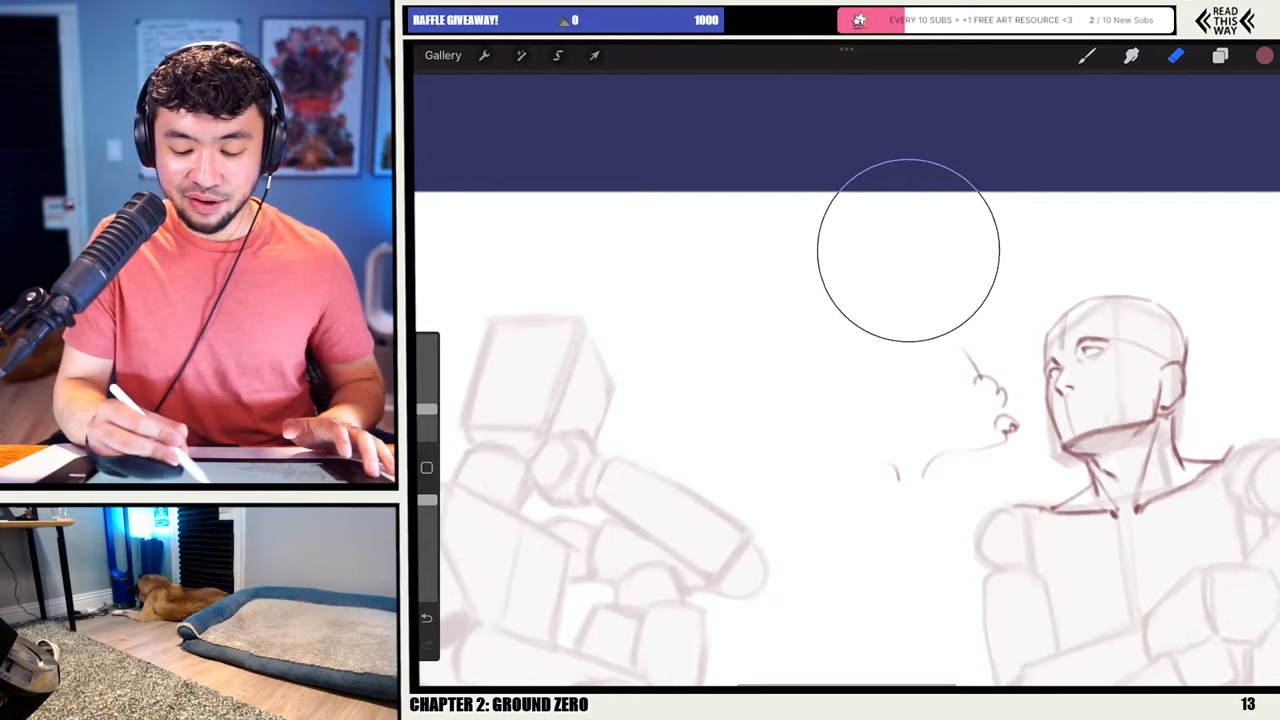 RAFFLE GIVEAWAY! 0 1000
EVERY 10 SUBS = +1 FREE ART RESOURCE <3 2 / 10 New Subs
READ
THIS
WAY
Gallery
CHAPTER 2: GROUND ZERO 13